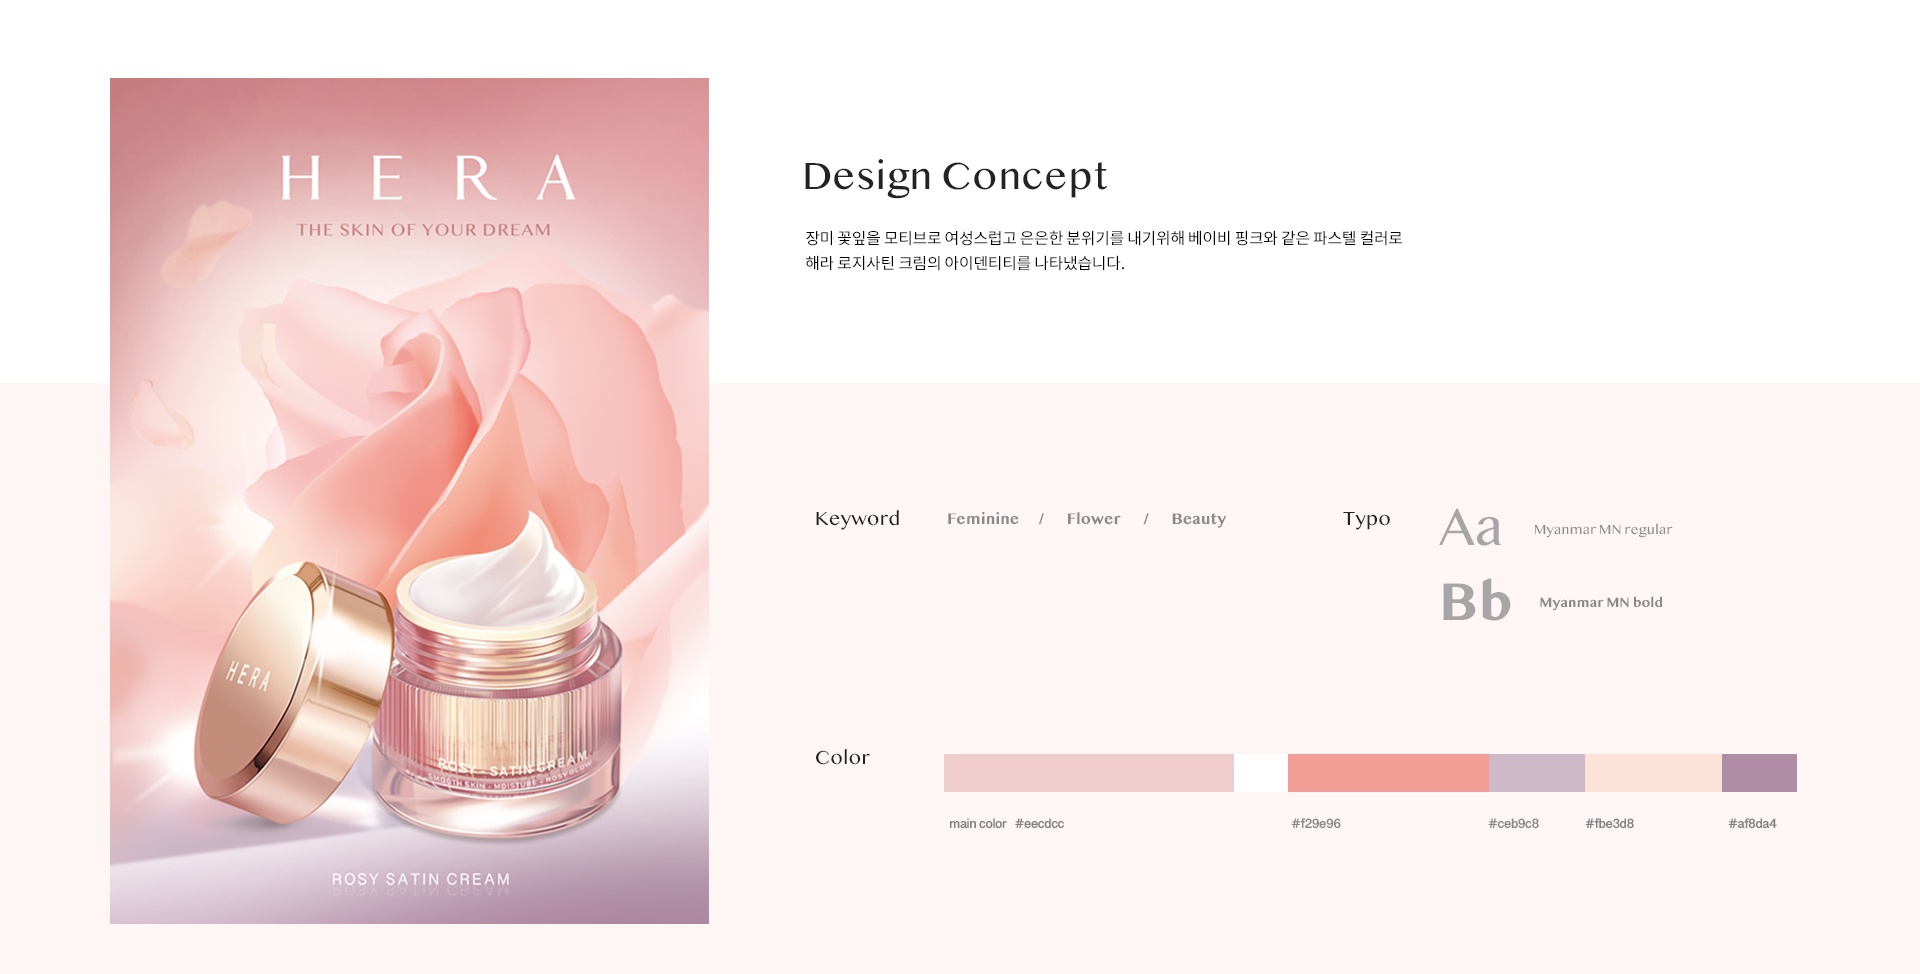 HERA
THE SKIN OF YOUR DREAM
HERA
ROSY - SATIN CREAM
SMOOTH SKIN - MOISTURE - ROSY GLOW
ROSY SATIN CREAM
Design Concept
장미 꽃잎을 모티브로 여성스럽고 은은한 분위기를 내기위해 베이비 핑크와 같은 파스텔 컬러로
해라 로지사틴 크림의 아이덴티티를 나타냈습니다.
Keyword Feminine / Flower / Beauty
Typo Aa Myanmar MN regular
Bb Myanmar MN bold
Color
main color #eecdcc #f29e96 #ceb9c8 #fbe3d8 #af8da4